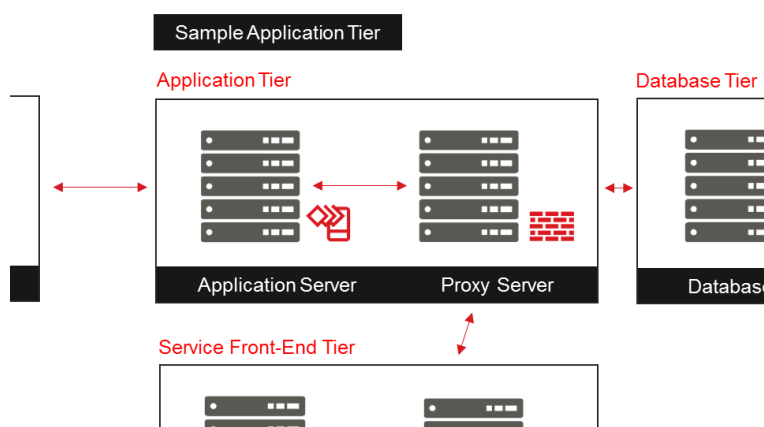 Sample Application Tier
Application Tier
Database Tier
Application Server
Proxy Server
Service Front-End Tier